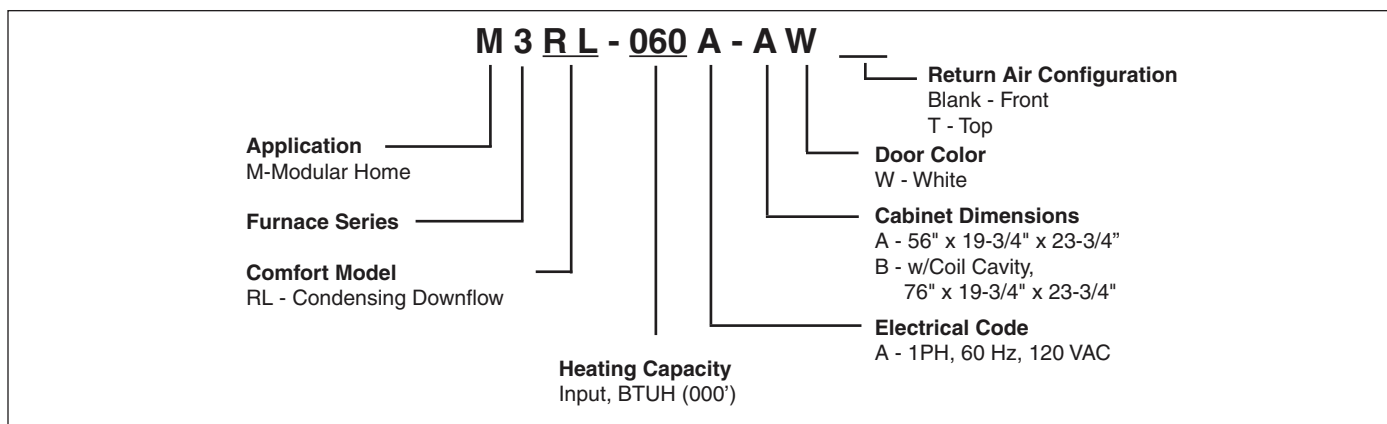 M 3 R L - 060 A - A W __
Return Air Configuration
Blank - Front
T - Top
Application
M-Modular Home
Door Color
W - White
Furnace Series
Cabinet Dimensions
A - 56" x 19-3/4" x 23-3/4”
B - w/Coil Cavity,
76" x 19-3/4" x 23-3/4"
Comfort Model
RL - Condensing Downflow
Electrical Code
A - 1PH, 60 Hz, 120 VAC
Heating Capacity
Input, BTUH (000’)